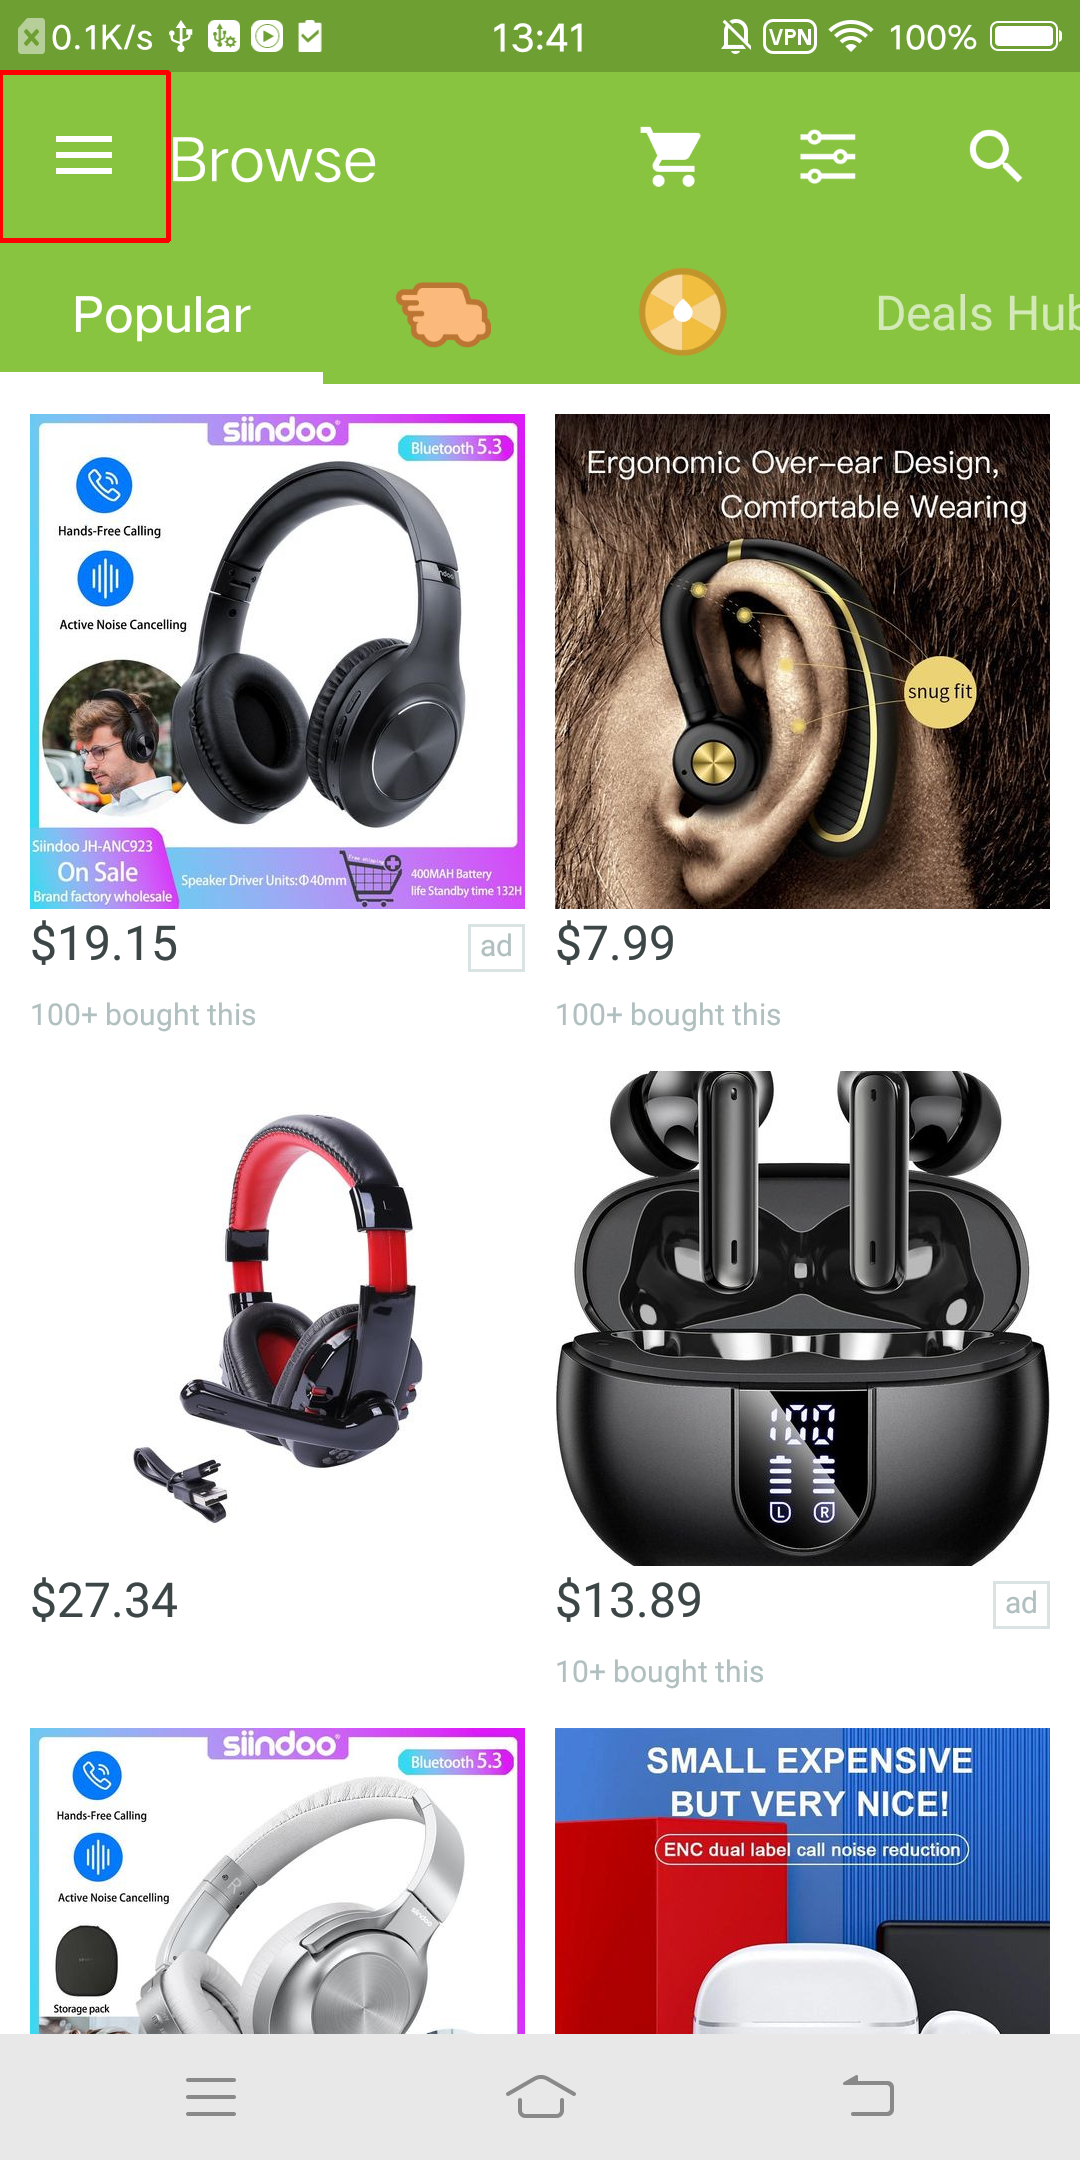 0.1K/s
13:41
VPN
100%
Browse
Popular
Deals Hub
siindoo
Bluetooth 5.3
Hands-Free Calling
Active Noise Cancelling
Siindoo JH-ANC923
On Sale
Brand factory wholesale
Speaker Driver Units:Φ40mm
Free shipping
400MAH Battery
life Standby time 132H
Ergonomic Over-ear Design,
Comfortable Wearing
snug fit
$19.15
ad
$7.99
100+ bought this
100+ bought this
100
L
R
$27.34
$13.89
ad
10+ bought this
siindoo
Bluetooth 5.3
Hands-Free Calling
Active Noise Cancelling
R
siindoo
Storage pack
SMALL EXPENSIVE
BUT VERY NICE!
ENC dual label call noise reduction